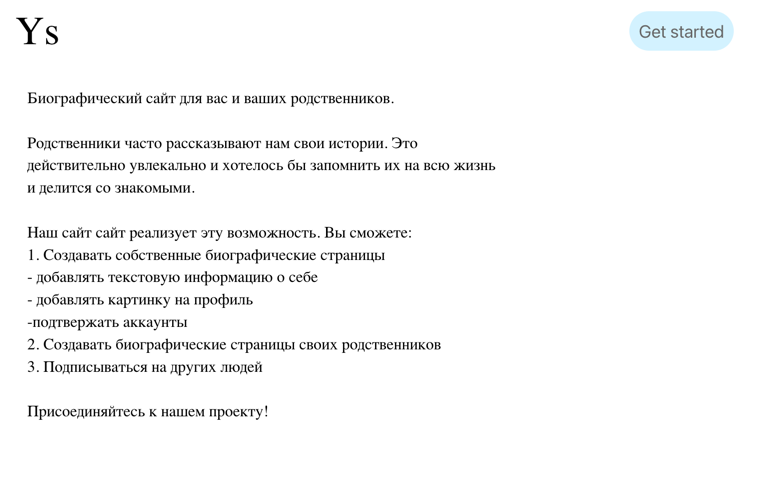 Ys
Get started
Биографический сайт для вас и ваших родственников.
Родственники часто рассказывают нам свои истории. Это
действительно увлекально и хотелось бы запомнить их на всю жизнь
и делится со знакомыми.
Наш сайт сайт реализует эту возможность. Вы сможете:
1. Создавать собственные биографические страницы
- добавлять текстовую информацию о себе
- добавлять картинку на профиль
-подтвержать аккаунты
2. Создавать биографические страницы своих родственников
3. Подписываться на других людей
Присоединяйтесь к нашем проекту!